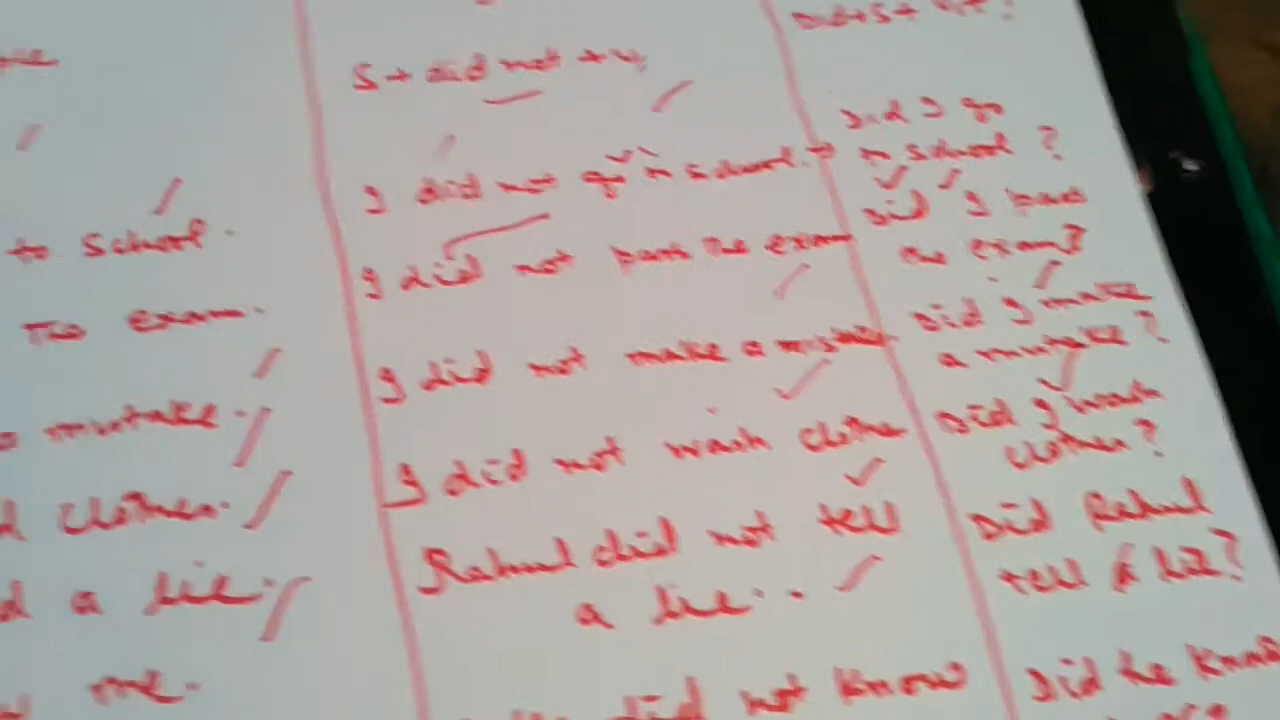 S + did not + V1
I did not go to school.
I did not pass the exam
I did not make a mistake.
I did not wash clothes
Rahul did not tell
a lie.
did not know
Did I go
to school?
Did I pass
the exam?
Did I make
a mistake?
Did I wash
clothes?
Did Rahul
tell a lie?
Did he know
to school.
The exam.
a mistake.
clothes.
a lie.
me.